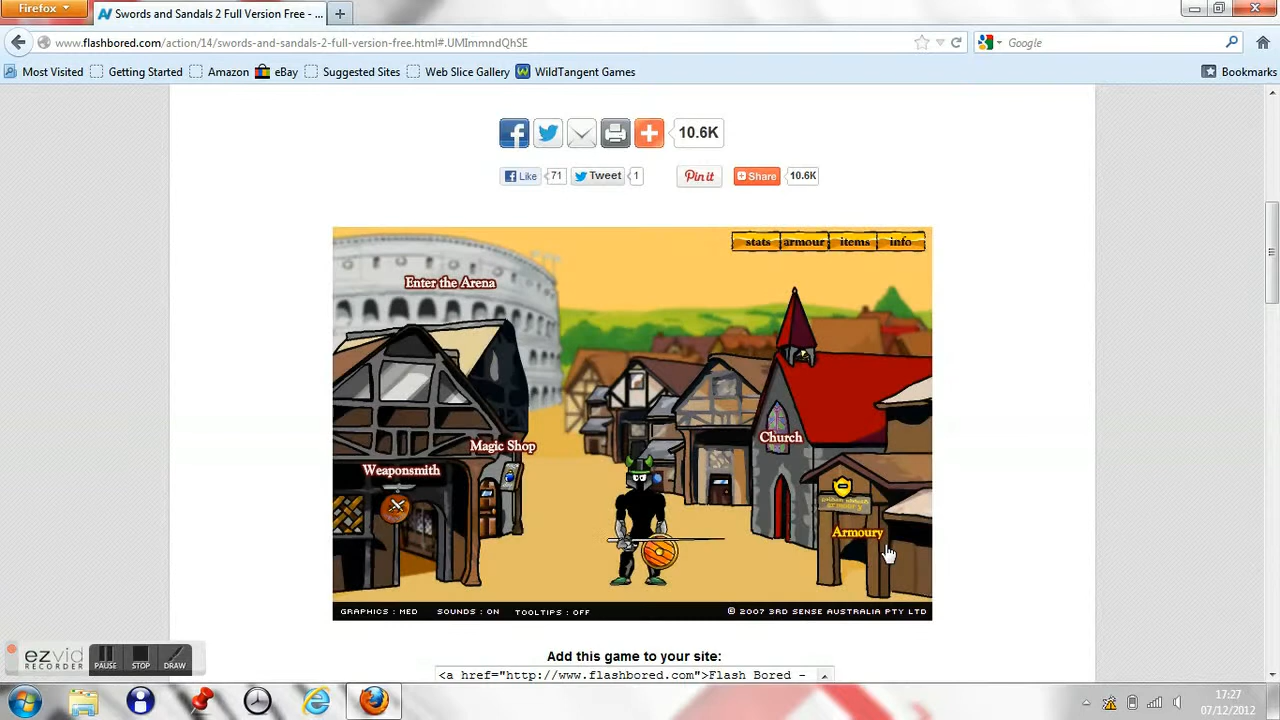 Firefox
Swords and Sandals 2 Full Version Free - ...
www.flashbored.com/action/14/swords-and-sandals-2-full-version-free.html#.UMImmndQhSE
Google
Most Visited Getting Started Amazon eBay Suggested Sites Web Slice Gallery WildTangent Games Bookmarks
10.6K
Like 71 Tweet 1 Pin it Share 10.6K
stats armour items info
Enter the Arena
Church
Magic Shop
Weaponsmith
armoury
Armoury
GRAPHICS : MED SOUNDS : ON TOOLTIPS : OFF © 2007 3RD SENSE AUSTRALIA PTY LTD
Add this game to your site:
<a href="http://www.flashbored.com">Flash Bored -
ezvid
RECORDER
PAUSE STOP DRAW
17:27
07/12/2012